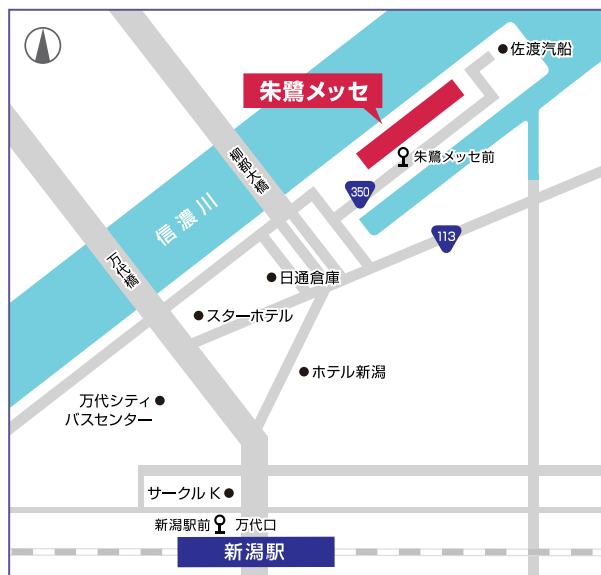 佐渡汽船
朱鷺メッセ
朱鷺メッセ前
柳都大橋
350
信濃川
113
万代橋
日通倉庫
スターホテル
ホテル新潟
万代シティ
バスセンター
サークルK
新潟駅前
万代口
新潟駅